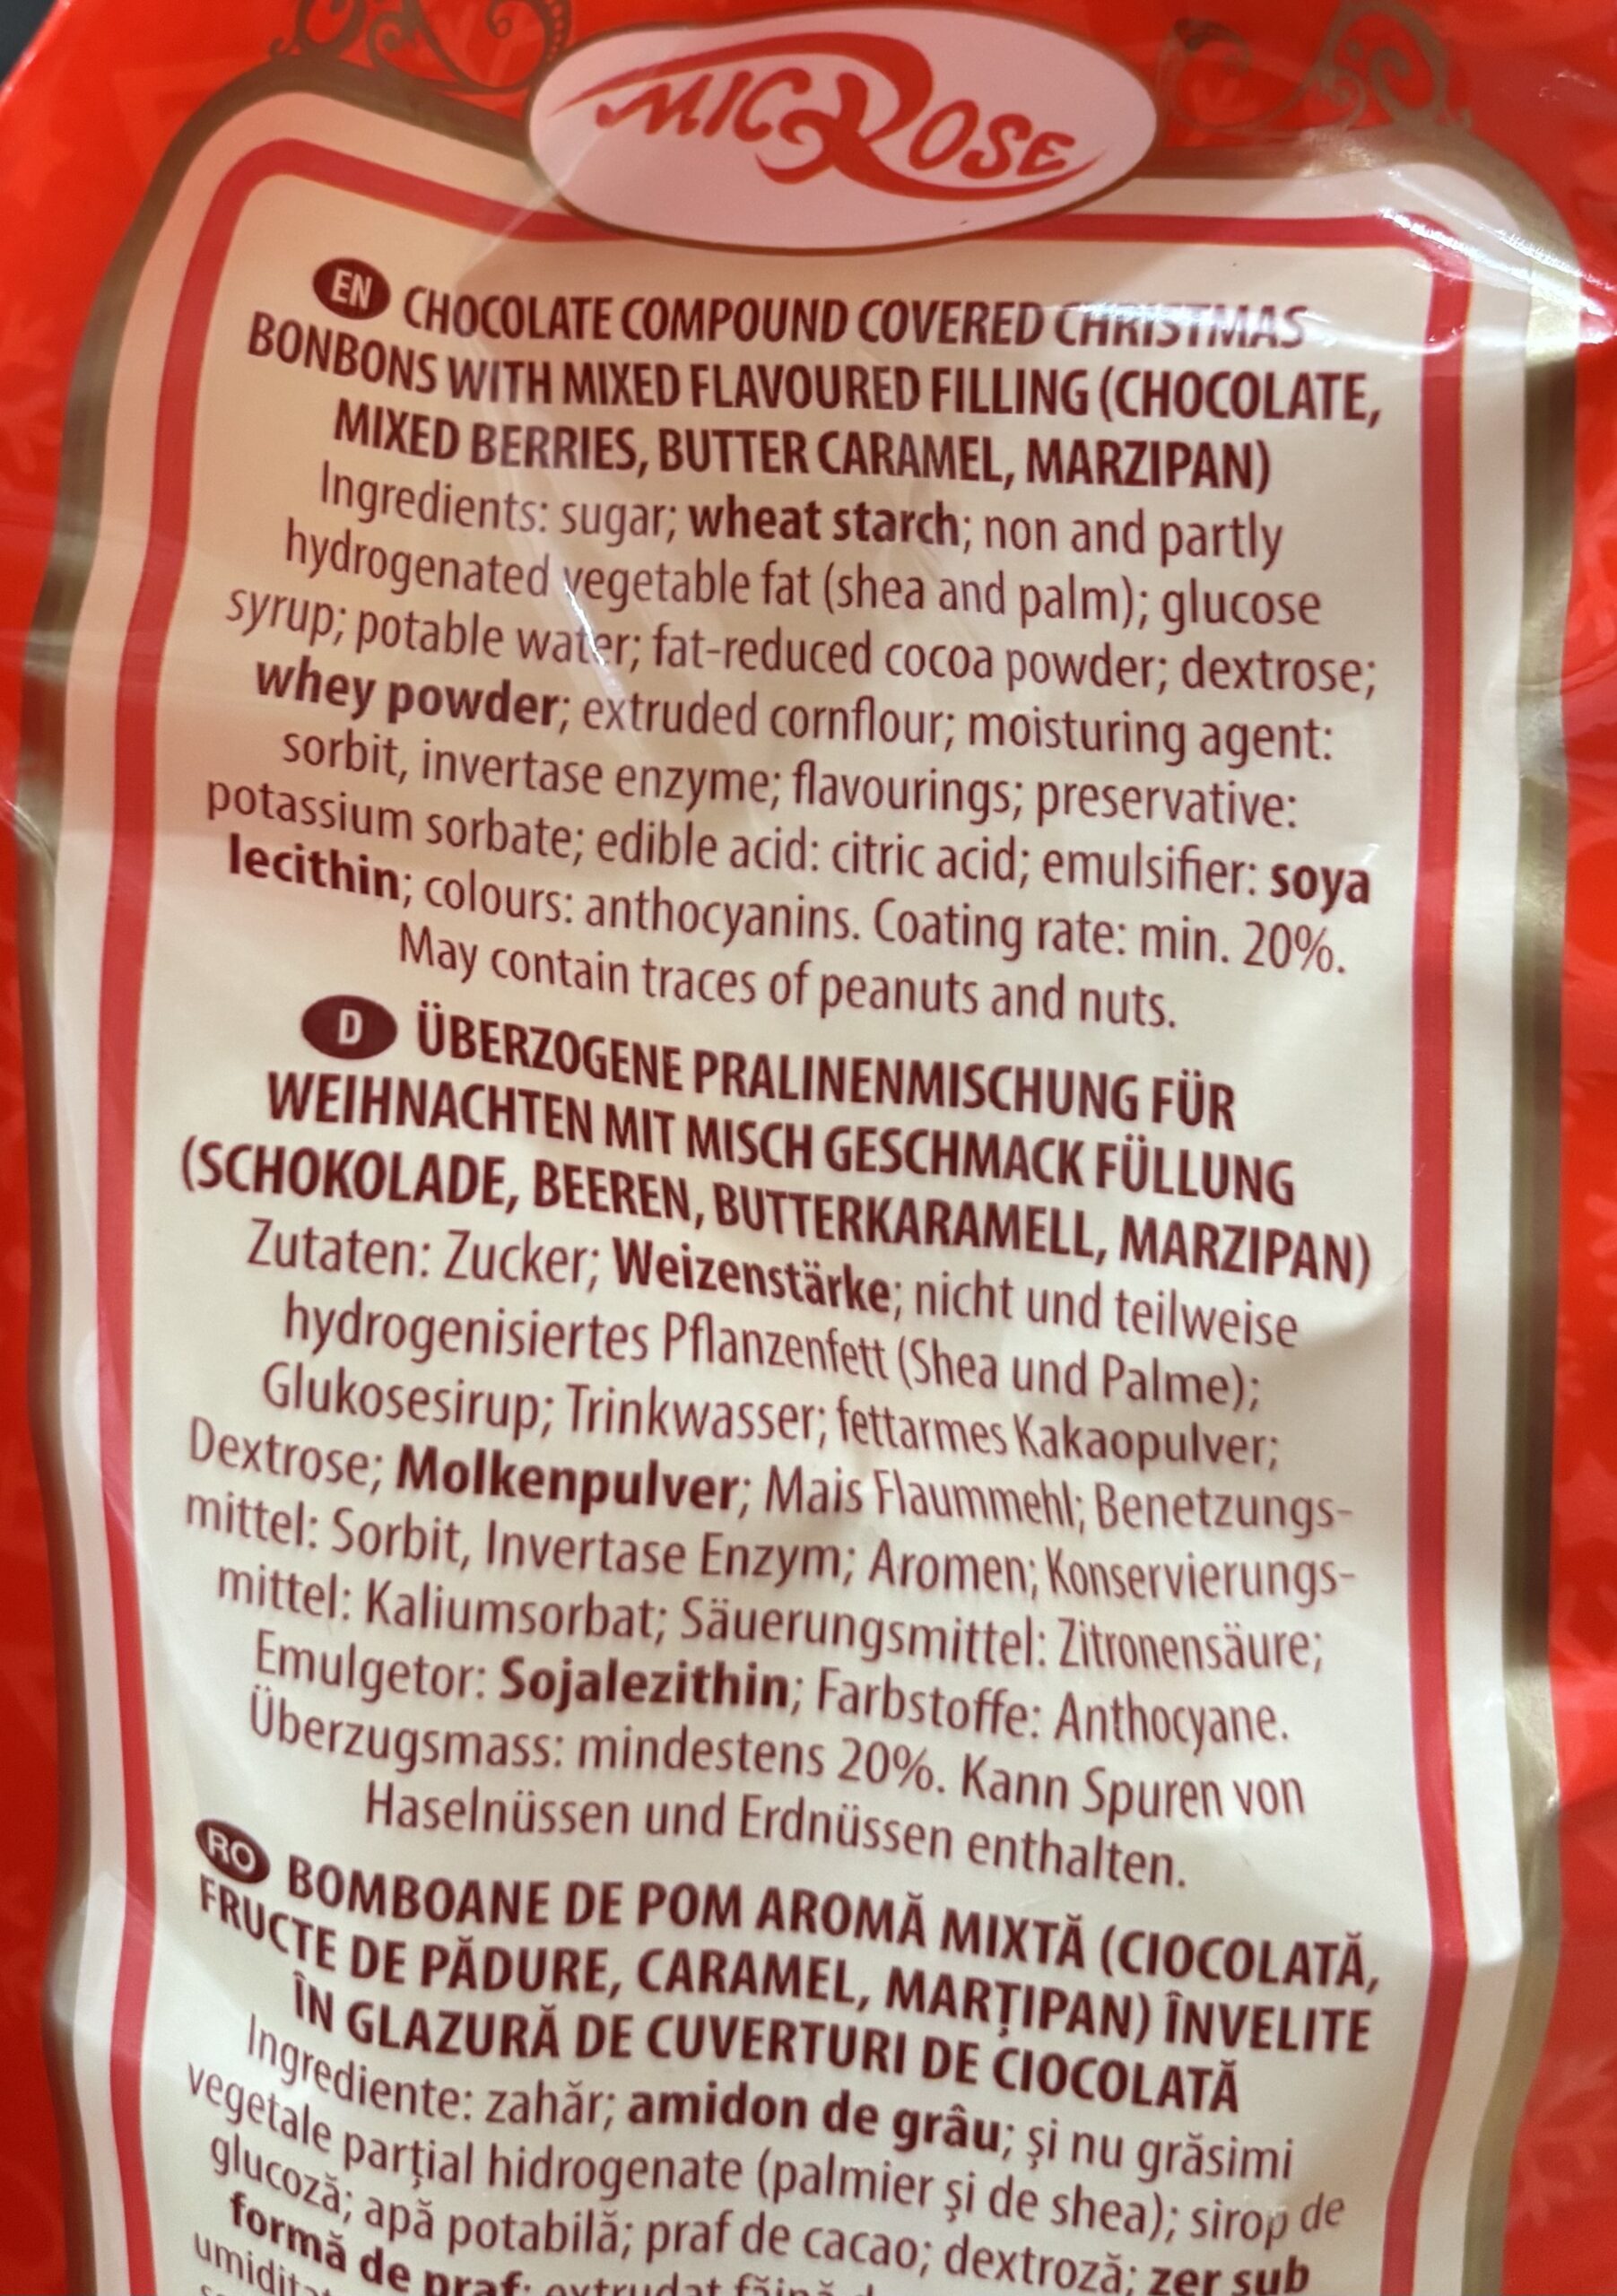 MICROSE
EN CHOCOLATE COMPOUND COVERED CHRISTMAS
BONBONS WITH MIXED FLAVOURED FILLING (CHOCOLATE,
MIXED BERRIES, BUTTER CARAMEL, MARZIPAN)
Ingredients: sugar; wheat starch; non and partly
hydrogenated vegetable fat (shea and palm); glucose
syrup; potable water; fat-reduced cocoa powder; dextrose;
whey powder; extruded cornflour; moisturing agent:
sorbit, invertase enzyme; flavourings; preservative:
potassium sorbate; edible acid: citric acid; emulsifier: soya
lecithin; colours: anthocyanins. Coating rate: min. 20%.
May contain traces of peanuts and nuts.
D ÜBERZOGENE PRALINENMISCHUNG FÜR
WEIHNACHTEN MIT MISCH GESCHMACK FÜLLUNG
(SCHOKOLADE, BEEREN, BUTTERKARAMELL, MARZIPAN)
Zutaten: Zucker; Weizenstärke; nicht und teilweise
hydrogenisiertes Pflanzenfett (Shea und Palme);
Glukosesirup; Trinkwasser; fettarmes Kakaopulver;
Dextrose; Molkenpulver; Mais Flaummehl; Benetzungs-
mittel: Sorbit, Invertase Enzym; Aromen; Konservierungs-
mittel: Kaliumsorbat; Säuerungsmittel: Zitronensäure;
Emulgetor: Sojalezithin; Farbstoffe: Anthocyane.
Überzugsmass: mindestens 20%. Kann Spuren von
Haselnüssen und Erdnüssen enthalten.
RO BOMBOANE DE POM AROMĂ MIXTĂ (CIOCOLATĂ,
FRUCTE DE PĂDURE, CARAMEL, MARȚIPAN) ÎNVELITE
ÎN GLAZURĂ DE CUVERTURI DE CIOCOLATĂ
Ingrediente: zahăr; amidon de grâu; și nu grăsimi
vegetale parțial hidrogenate (palmier și de shea); sirop de
glucoză; apă potabilă; praf de cacao; dextroză; zer sub
formă de praf; extrudat făină